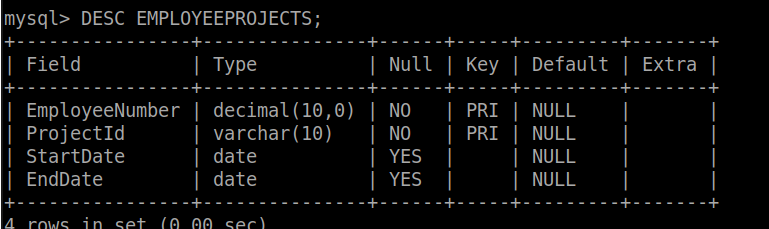 mysql> DESC EMPLOYEEPROJECTS;
+----------------+---------------+------+-----+---------+-------+
| Field          | Type          | Null | Key | Default | Extra |
+----------------+---------------+------+-----+---------+-------+
| EmployeeNumber | decimal(10,0) | NO   | PRI | NULL    |       |
| ProjectId      | varchar(10)   | NO   | PRI | NULL    |       |
| StartDate      | date          | YES  |     | NULL    |       |
| EndDate        | date          | YES  |     | NULL    |       |
+----------------+---------------+------+-----+---------+-------+
4 rows in set (0.00 sec)